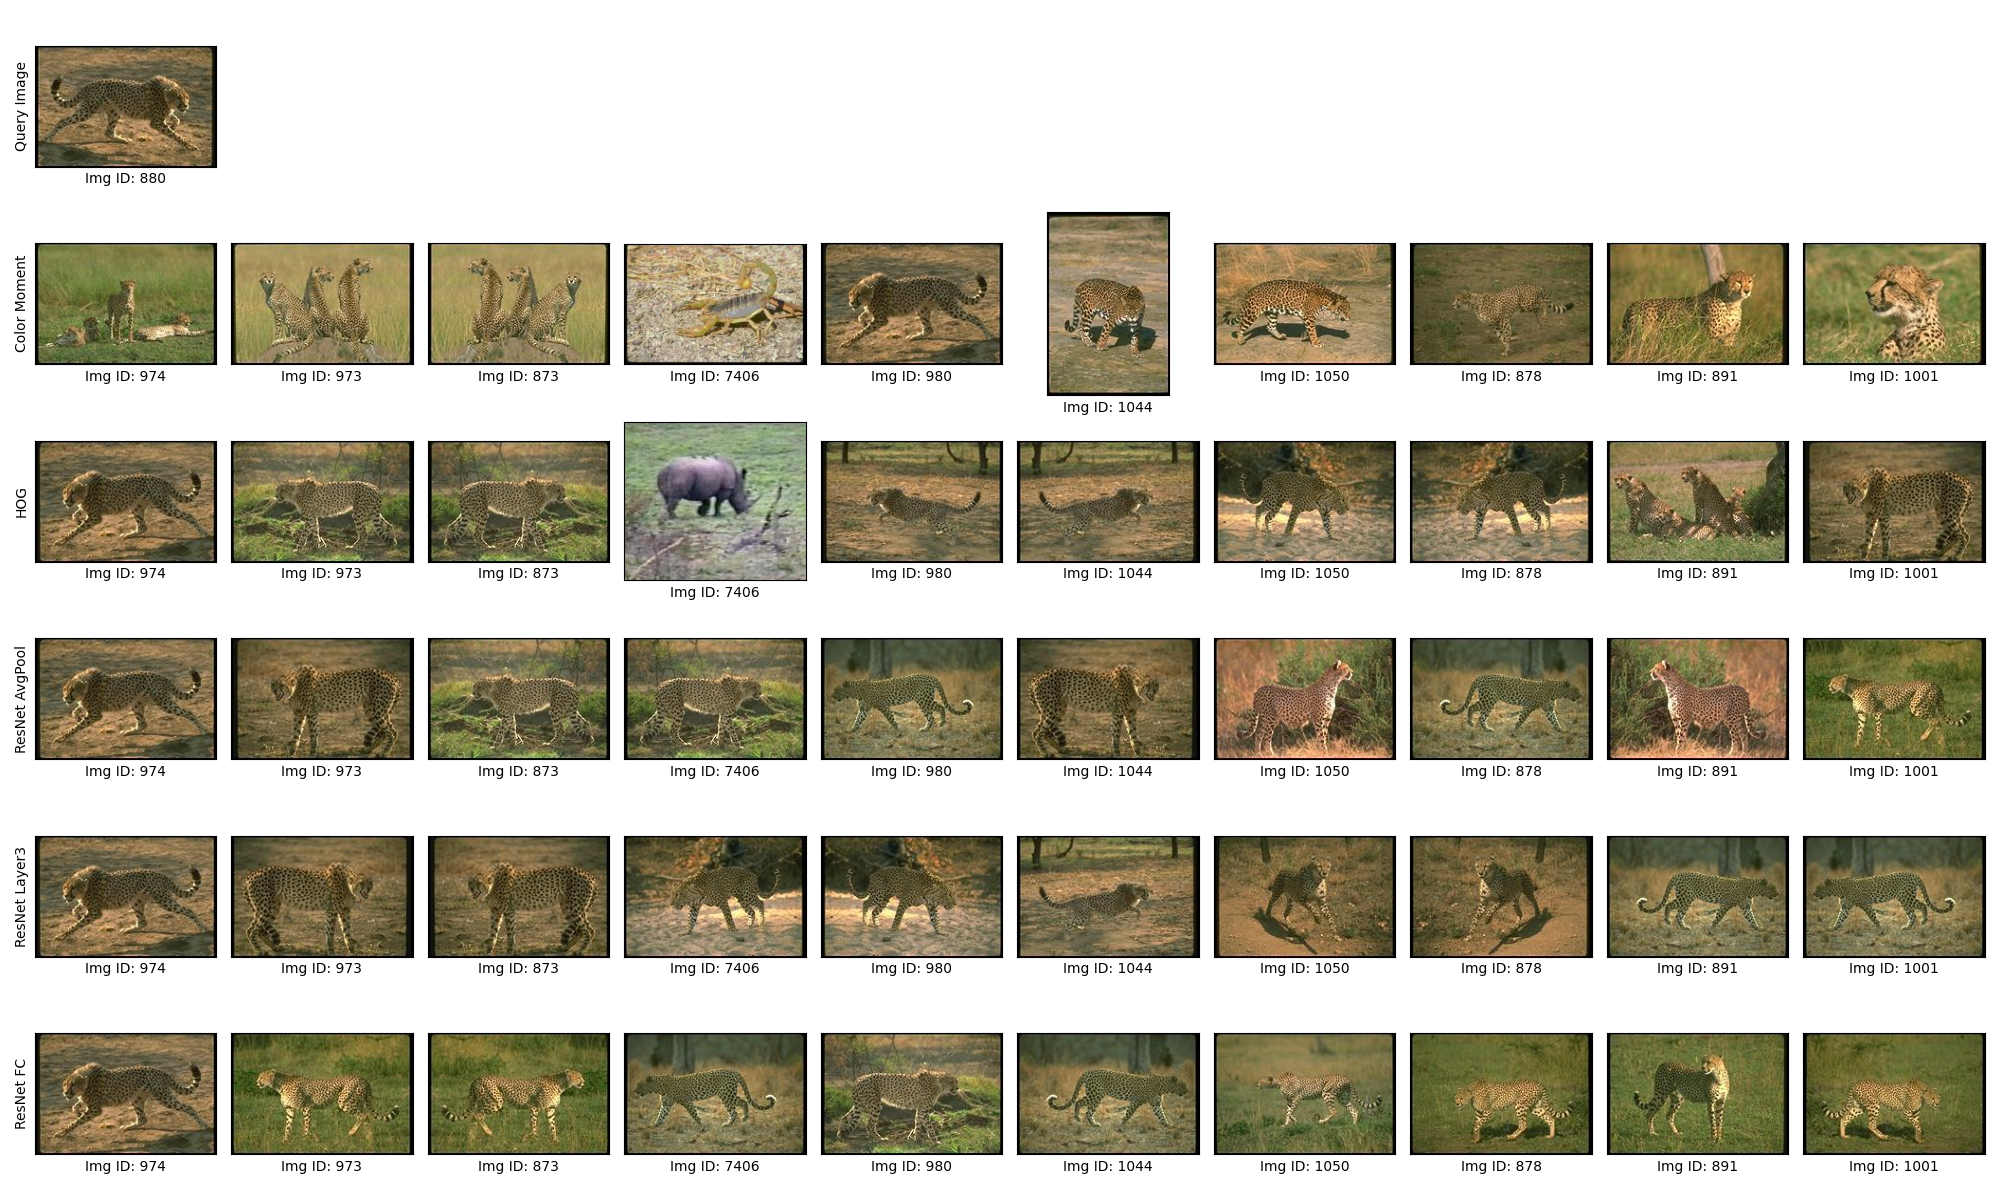 Query Image
Img ID: 880
Color Moment
Img ID: 974
Img ID: 973
Img ID: 873
Img ID: 7406
Img ID: 980
Img ID: 1044
Img ID: 1050
Img ID: 878
Img ID: 891
Img ID: 1001
HOG
Img ID: 974
Img ID: 973
Img ID: 873
Img ID: 7406
Img ID: 980
Img ID: 1044
Img ID: 1050
Img ID: 878
Img ID: 891
Img ID: 1001
ResNet AvgPool
Img ID: 974
Img ID: 973
Img ID: 873
Img ID: 7406
Img ID: 980
Img ID: 1044
Img ID: 1050
Img ID: 878
Img ID: 891
Img ID: 1001
ResNet Layer3
Img ID: 974
Img ID: 973
Img ID: 873
Img ID: 7406
Img ID: 980
Img ID: 1044
Img ID: 1050
Img ID: 878
Img ID: 891
Img ID: 1001
ResNet FC
Img ID: 974
Img ID: 973
Img ID: 873
Img ID: 7406
Img ID: 980
Img ID: 1044
Img ID: 1050
Img ID: 878
Img ID: 891
Img ID: 1001